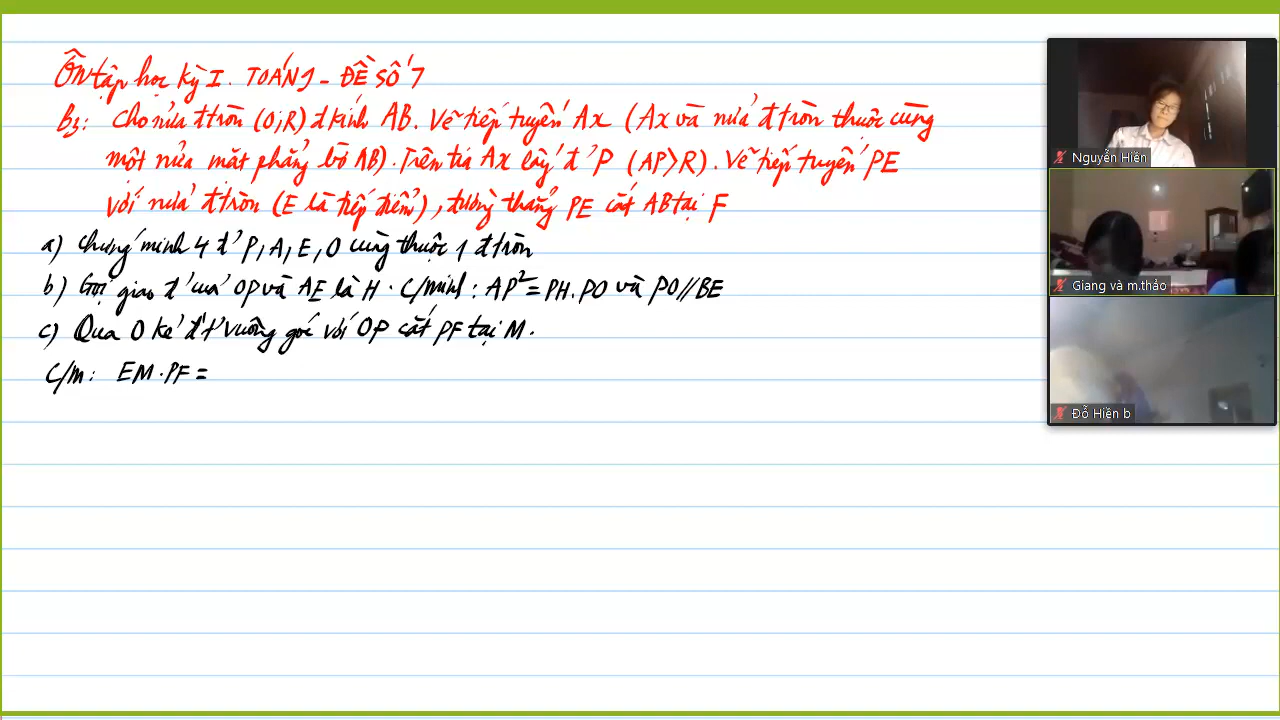 Ôn tập học kỳ I. TOÁN 9 - ĐỀ SỐ 7
b3: Cho nửa đ tròn (O;R) đ kính AB. Vẽ tiếp tuyến Ax (Ax và nửa đ tròn thuộc cùng
một nửa mặt phẳng bờ AB). Trên tia Ax lấy đ' P (AP>R). Vẽ tiếp tuyến PE
với nửa đ tròn (E là tiếp điểm), đường thẳng PE cắt AB tại F
a) Chứng minh 4 đ' P, A, E, O cùng thuộc 1 đ tròn
b) Gọi giao đ' của OP và AE là H. C/minh: AP²= PH.PO và PO//BE
c) Qua O kẻ đ't vuông góc với OP cắt PF tại M.
C/m: EM.PF =
Nguyễn Hiền
Giang và m.thảo
Đỗ Hiện b